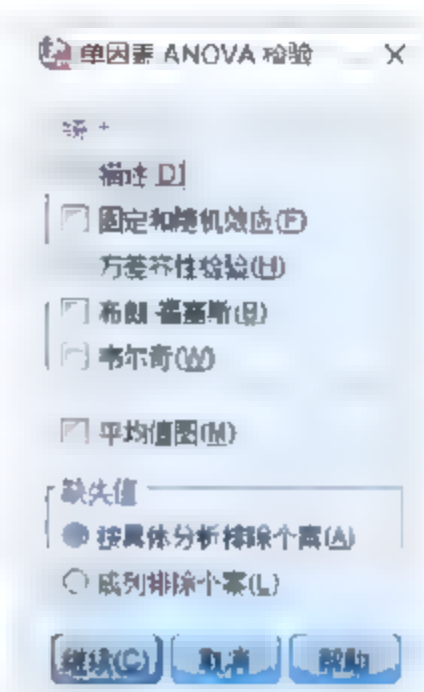 单因素 ANOVA 检验
统计
描述(D)
固定和随机效应(F)
方差齐性检验(H)
布朗-福塞斯(B)
韦尔奇(W)
平均值图(M)
缺失值
按具体分析排除个案(A)
成列排除个案(L)
继续(C)
取消
帮助